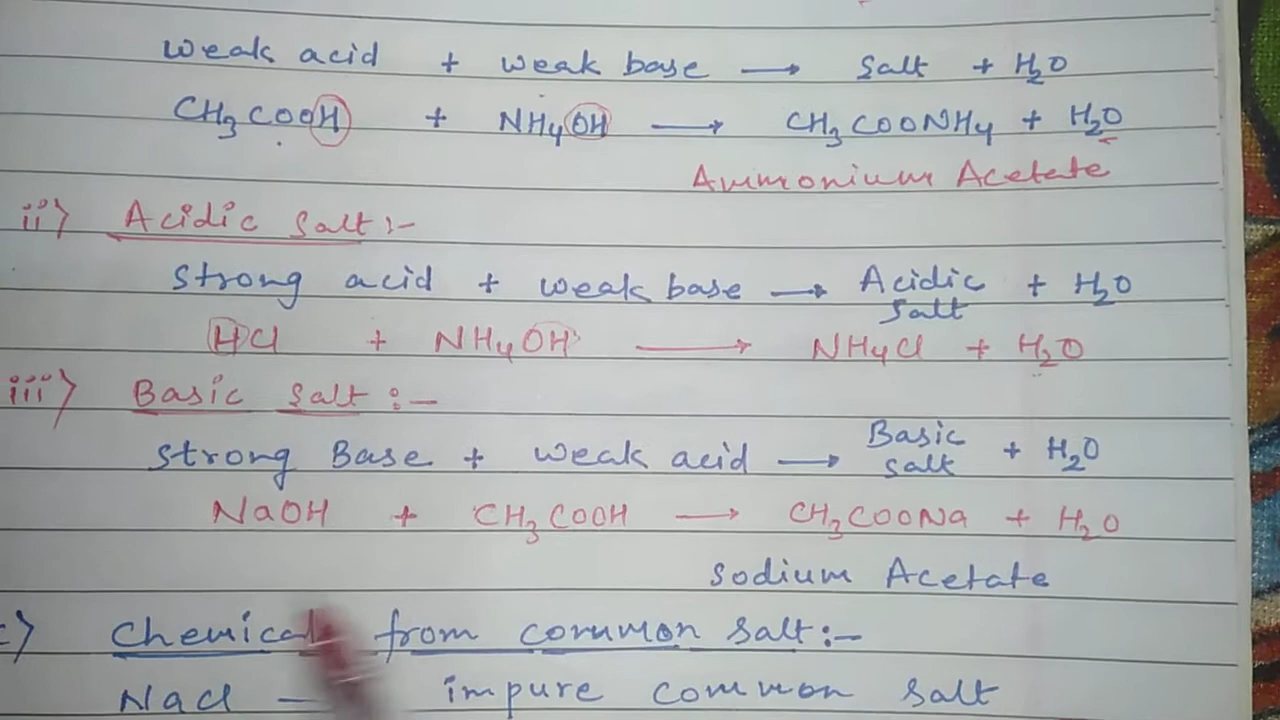 weak acid + weak base → salt + H₂O
CH₃COOH + NH₄OH → CH₃COONH₄ + H₂O
Ammonium Acetate
ii) Acidic salt :-
strong acid + weak base → Acidic salt + H₂O
HCl + NH₄OH → NH₄Cl + H₂O
iii) Basic salt :-
strong Base + weak acid → Basic salt + H₂O
NaOH + CH₃COOH → CH₃COONa + H₂O
sodium Acetate
c) Chemical from common salt :-
NaCl - impure common salt